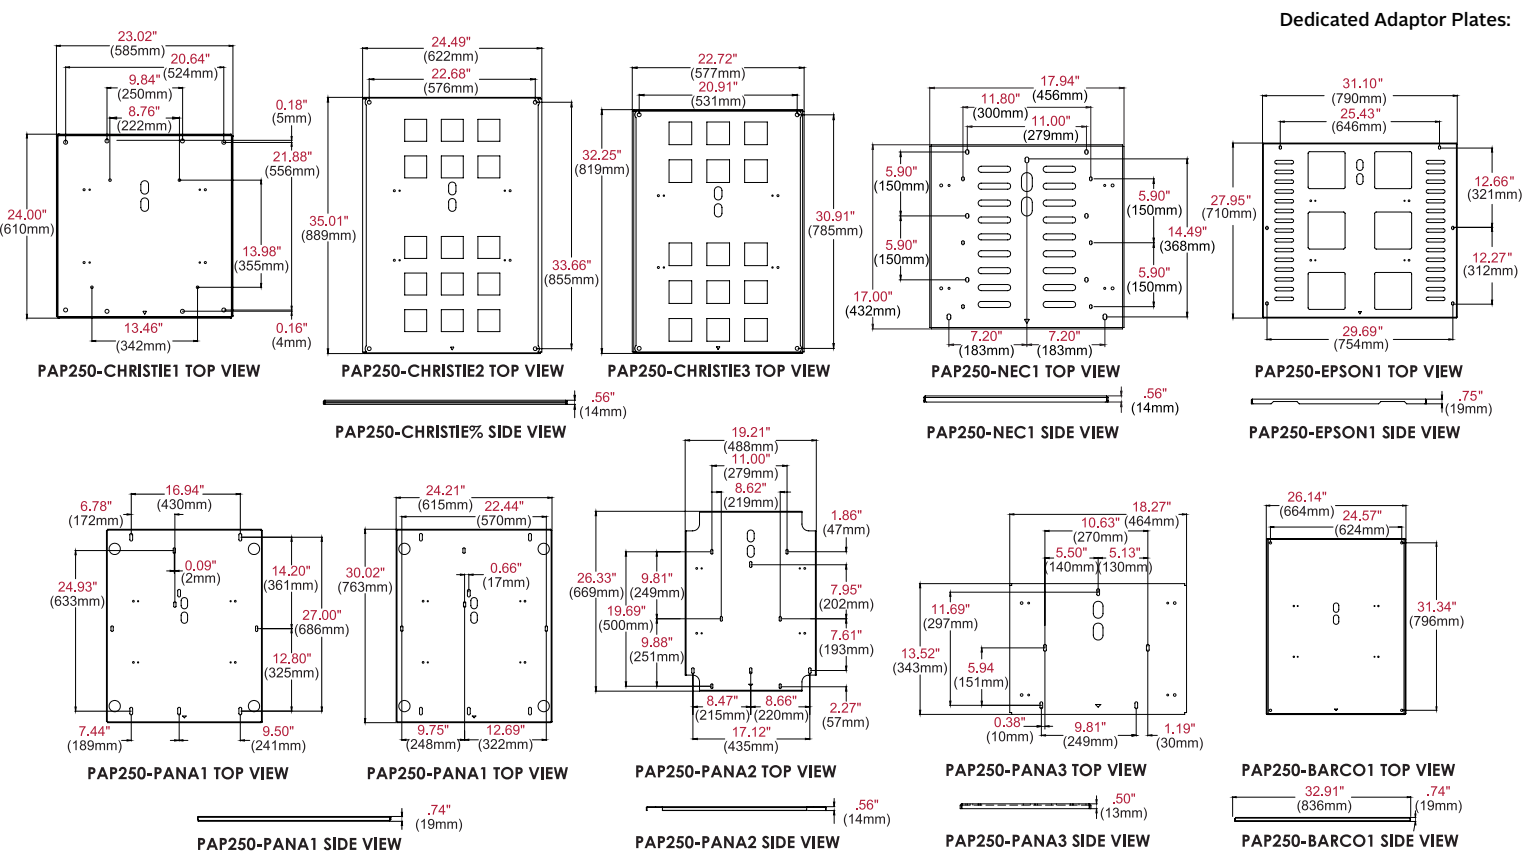 Dedicated Adaptor Plates:
23.02"
(585mm)
20.64"
(524mm)
9.84"
(250mm)
8.76"
(222mm)
0.18"
(5mm)
21.88"
(556mm)
24.00"
(610mm)
13.98"
(355mm)
13.46"
(342mm)
0.16"
(4mm)
PAP250-CHRISTIE1 TOP VIEW
24.49"
(622mm)
22.68"
(576mm)
35.01"
(889mm)
33.66"
(855mm)
PAP250-CHRISTIE2 TOP VIEW
22.72"
(577mm)
20.91"
(531mm)
32.25"
(819mm)
30.91"
(785mm)
PAP250-CHRISTIE3 TOP VIEW
17.94"
(456mm)
11.80"
(300mm)
11.00"
(279mm)
5.90"
(150mm)
5.90"
(150mm)
5.90"
(150mm)
14.49"
(368mm)
5.90"
(150mm)
17.00"
(432mm)
7.20"
(183mm)
7.20"
(183mm)
PAP250-NEC1 TOP VIEW
31.10"
(790mm)
25.43"
(646mm)
12.66"
(321mm)
27.95"
(710mm)
12.27"
(312mm)
29.69"
(754mm)
PAP250-EPSON1 TOP VIEW
.56"
(14mm)
PAP250-CHRISTIE% SIDE VIEW
.56"
(14mm)
PAP250-NEC1 SIDE VIEW
.75"
(19mm)
PAP250-EPSON1 SIDE VIEW
16.94"
(430mm)
6.78"
(172mm)
0.09"
(2mm)
14.20"
(361mm)
24.93"
(633mm)
27.00"
(686mm)
12.80"
(325mm)
7.44"
(189mm)
9.50"
(241mm)
PAP250-PANA1 TOP VIEW
24.21"
(615mm)
22.44"
(570mm)
30.02"
(763mm)
0.66"
(17mm)
9.75"
(248mm)
12.69"
(322mm)
PAP250-PANA1 TOP VIEW
19.21"
(488mm)
11.00"
(279mm)
8.62"
(219mm)
1.86"
(47mm)
26.33"
(669mm)
9.81"
(249mm)
7.95"
(202mm)
19.69"
(500mm)
9.88"
(251mm)
7.61"
(193mm)
8.47"
(215mm)
8.66"
(220mm)
2.27"
(57mm)
17.12"
(435mm)
PAP250-PANA2 TOP VIEW
18.27"
(464mm)
10.63"
(270mm)
5.50"
(140mm)
5.13"
(130mm)
11.69"
(297mm)
13.52"
(343mm)
5.94
(151mm)
0.38"
(10mm)
9.81"
(249mm)
1.19"
(30mm)
PAP250-PANA3 TOP VIEW
26.14"
(664mm)
24.57"
(624mm)
31.34"
(796mm)
PAP250-BARCO1 TOP VIEW
.74"
(19mm)
PAP250-PANA1 SIDE VIEW
.56"
(14mm)
PAP250-PANA2 SIDE VIEW
.50"
(13mm)
PAP250-PANA3 SIDE VIEW
32.91"
(836mm)
.74"
(19mm)
PAP250-BARCO1 SIDE VIEW